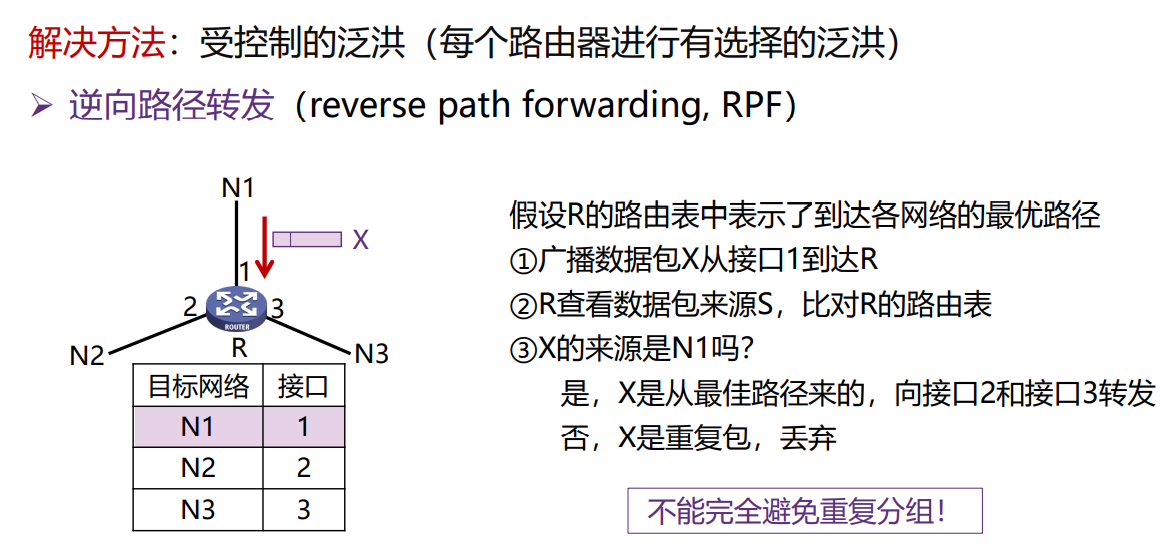 解决方法：受控制的泛洪（每个路由器进行有选择的泛洪）
➢ 逆向路径转发（reverse path forwarding, RPF）
N1
X
1
2
3
ROUTER
N2
R
N3
目标网络 接口
N1 1
N2 2
N3 3
假设R的路由表中表示了到达各网络的最优路径
①广播数据包X从接口1到达R
②R查看数据包来源S，比对R的路由表
③X的来源是N1吗？
是，X是从最佳路径来的，向接口2和接口3转发
否，X是重复包，丢弃
不能完全避免重复分组！